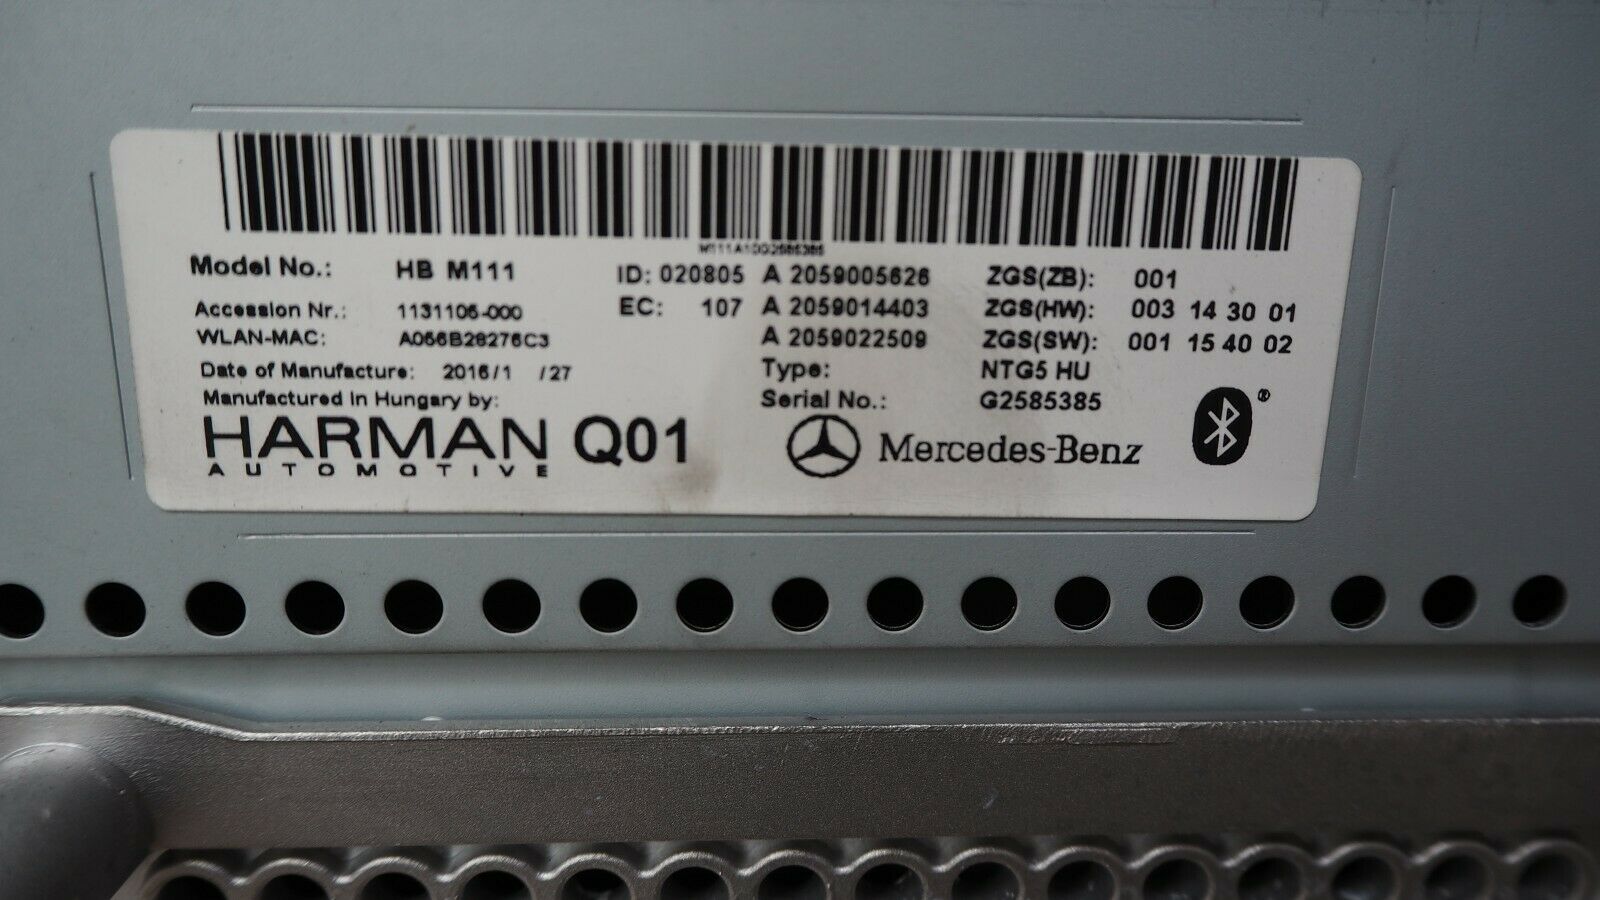 M111A10G2585385
Model No.: HB M111 ID: 020805 A 2059005626 ZGS(ZB): 001
Accession Nr.: 1131106-000 EC: 107 A 2059014403 ZGS(HW): 003 14 30 01
WLAN-MAC: A056B28276C3 A 2059022509 ZGS(SW): 001 15 40 02
Date of Manufacture: 2016/1 /27 Type: NTG5 HU
Manufactured in Hungary by: Serial No.: G2585385
HARMAN Q01 Mercedes-Benz ®
AUTOMOTIVE